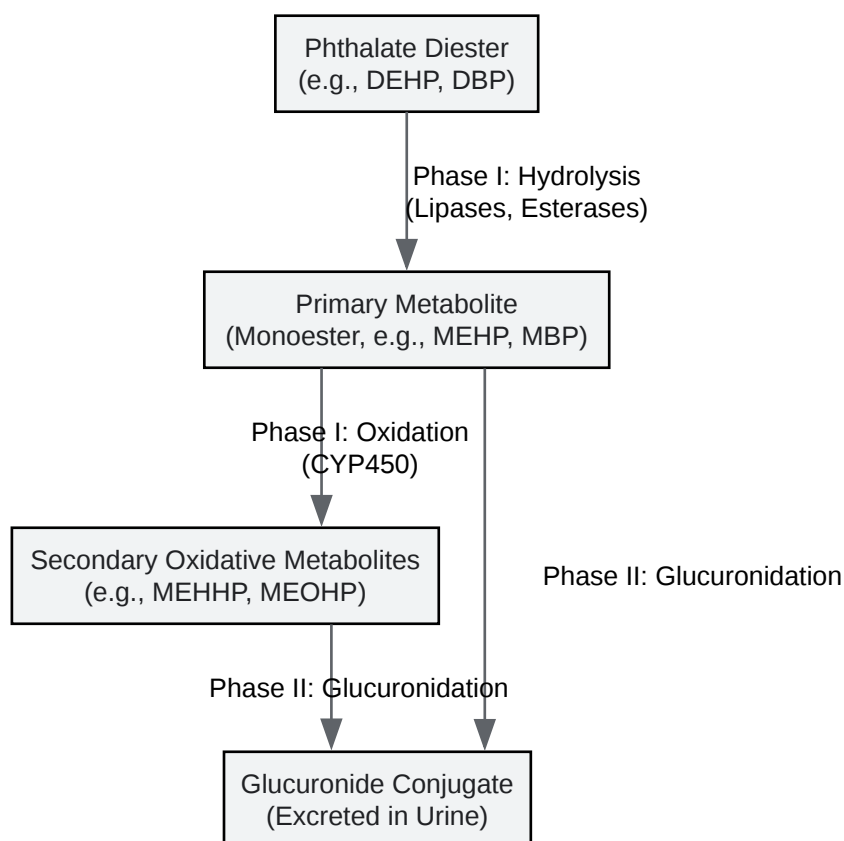 Phthalate Diester
(e.g., DEHP, DBP)
Phase I: Hydrolysis
(Lipases, Esterases)
Primary Metabolite
(Monoester, e.g., MEHP, MBP)
Phase I: Oxidation
(CYP450)
Secondary Oxidative Metabolites
(e.g., MEHHP, MEOHP)
Phase II: Glucuronidation
Phase II: Glucuronidation
Glucuronide Conjugate
(Excreted in Urine)